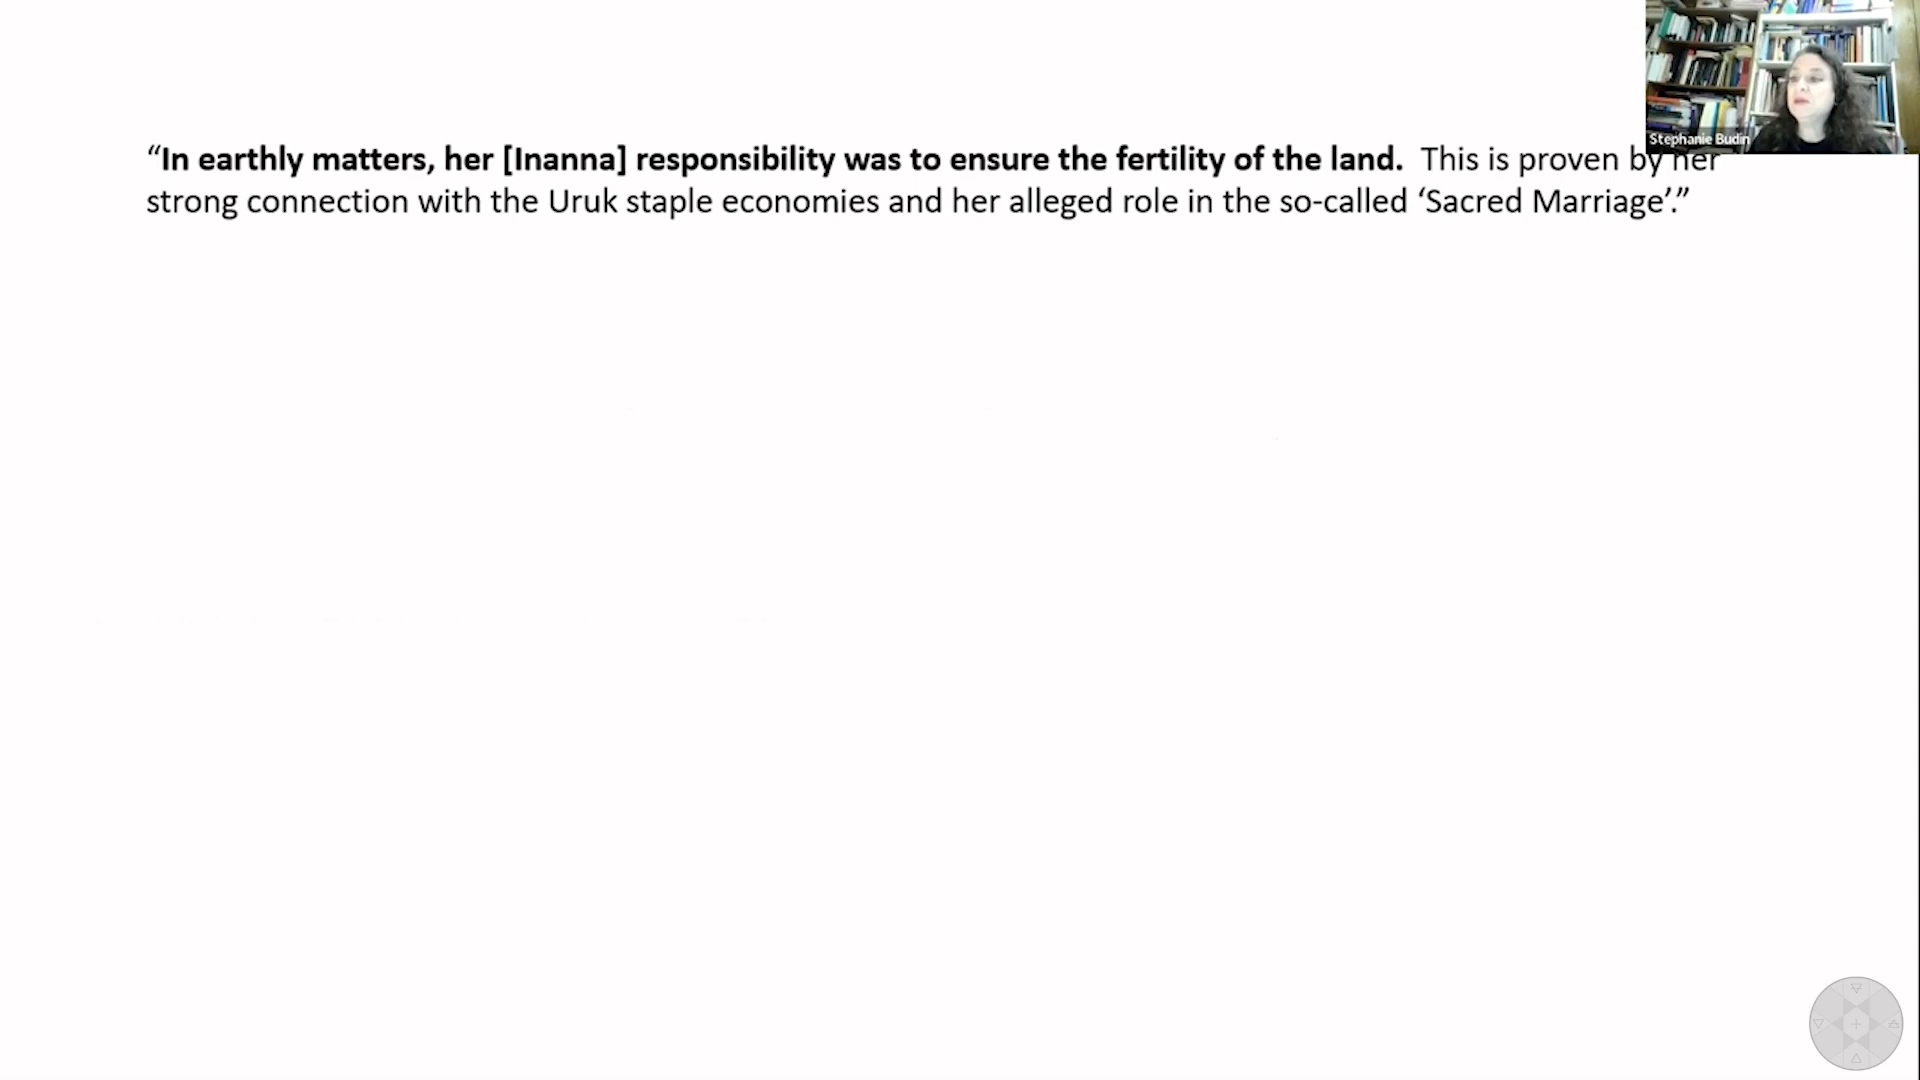 “In earthly matters, her [Inanna] responsibility was to ensure the fertility of the land.  This is proven by her
strong connection with the Uruk staple economies and her alleged role in the so-called ‘Sacred Marriage’.”
Stephanie Budin